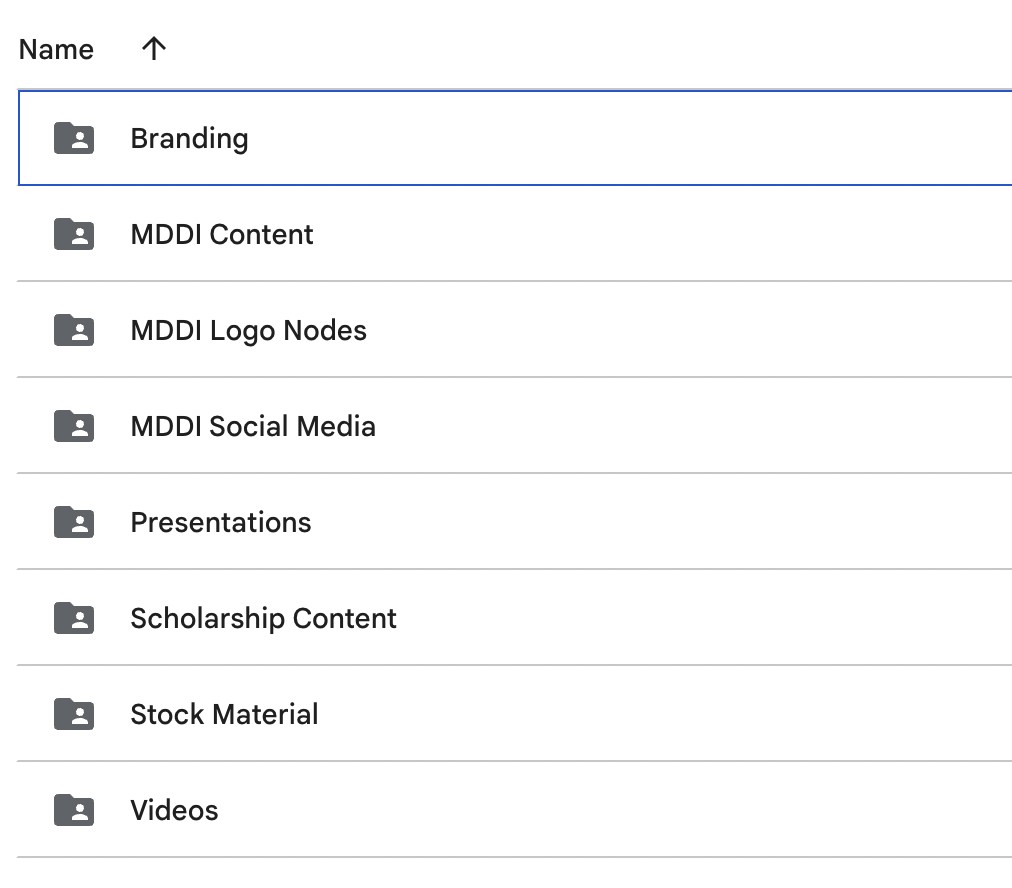 Name
Branding
MDDI Content
MDDI Logo Nodes
MDDI Social Media
Presentations
Scholarship Content
Stock Material
Videos